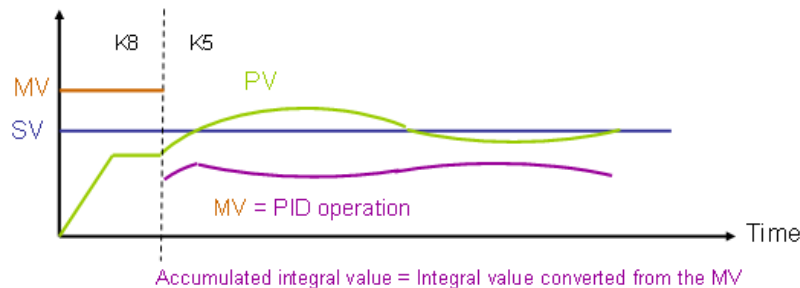 K8
K5
MV
PV
SV
MV = PID operation
Time
Accumulated integral value = Integral value converted from the MV